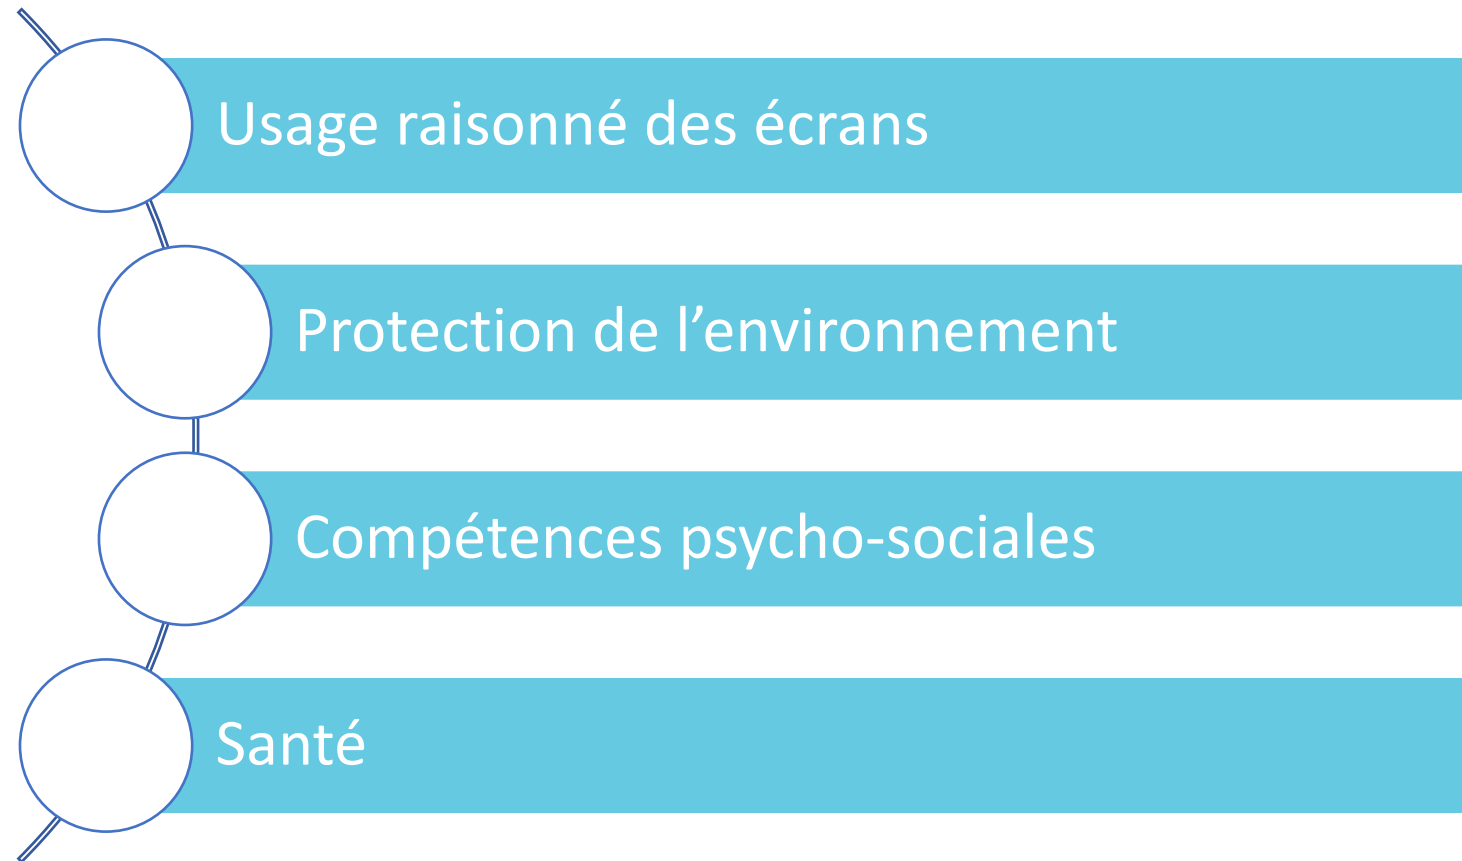 Usage raisonné des écrans
Protection de l’environnement
Compétences psycho-sociales
Santé